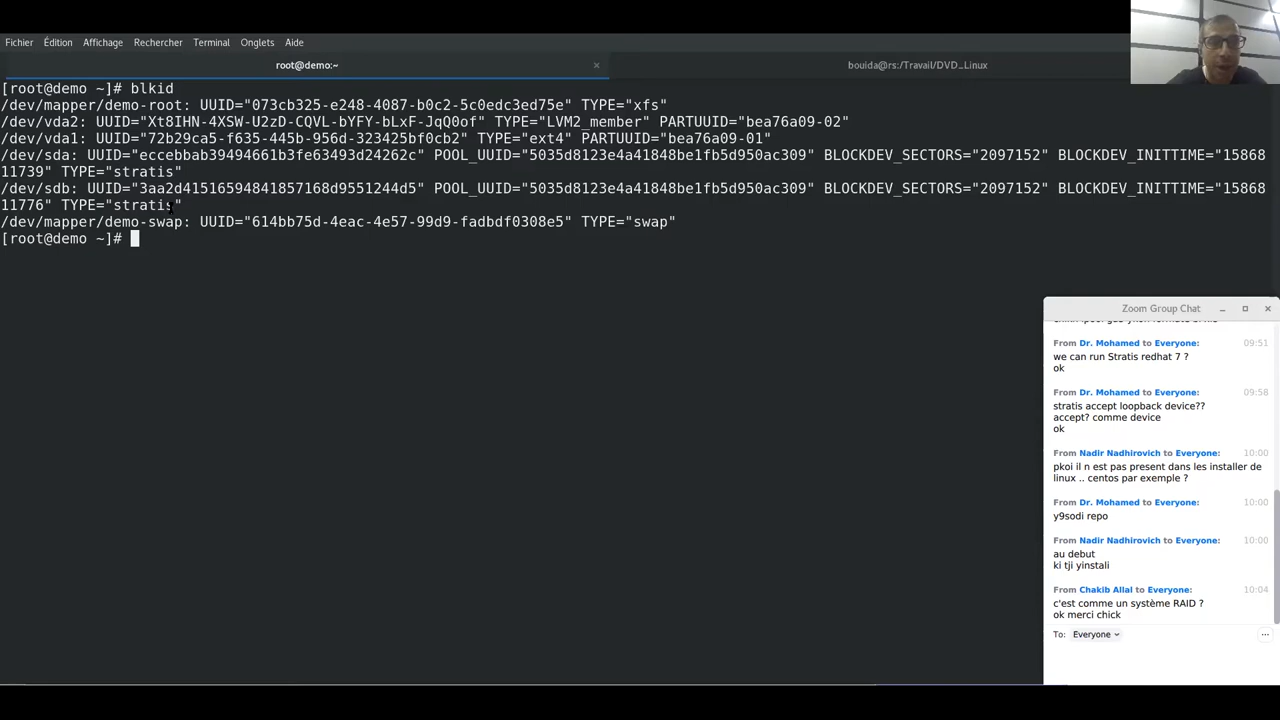 Fichier Édition Affichage Rechercher Terminal Onglets Aide
root@demo:~ × bouida@rs:/Travail/DVD_Linux
[root@demo ~]# blkid
/dev/mapper/demo-root: UUID="073cb325-e248-4087-b0c2-5c0edc3ed75e" TYPE="xfs"
/dev/vda2: UUID="Xt8IHN-4XSW-U2zD-CQVL-bYFY-bLxF-JqQ0of" TYPE="LVM2_member" PARTUUID="bea76a09-02"
/dev/vda1: UUID="72b29ca5-f635-445b-956d-323425bf0cb2" TYPE="ext4" PARTUUID="bea76a09-01"
/dev/sda: UUID="eccebbab39494661b3fe63493d24262c" POOL_UUID="5035d8123e4a41848be1fb5d950ac309" BLOCKDEV_SECTORS="2097152" BLOCKDEV_INITTIME="15868
11739" TYPE="stratis"
/dev/sdb: UUID="3aa2d41516594841857168d9551244d5" POOL_UUID="5035d8123e4a41848be1fb5d950ac309" BLOCKDEV_SECTORS="2097152" BLOCKDEV_INITTIME="15868
11776" TYPE="stratis"
/dev/mapper/demo-swap: UUID="614bb75d-4eac-4e57-99d9-fadbdf0308e5" TYPE="swap"
[root@demo ~]#
Zoom Group Chat
From Dr. Mohamed to Everyone: 09:51
we can run Stratis redhat 7 ?
ok
From Dr. Mohamed to Everyone: 09:58
stratis accept loopback device??
accept? comme device
ok
From Nadir Nadhirovich to Everyone: 10:00
pkoi il n est pas present dans les installer de
linux .. centos par exemple ?
From Dr. Mohamed to Everyone: 10:00
y9sodi repo
From Nadir Nadhirovich to Everyone: 10:00
au debut
ki tji yinstali
From Chakib Allal to Everyone: 10:04
c'est comme un système RAID ?
ok merci chick
To: Everyone ...